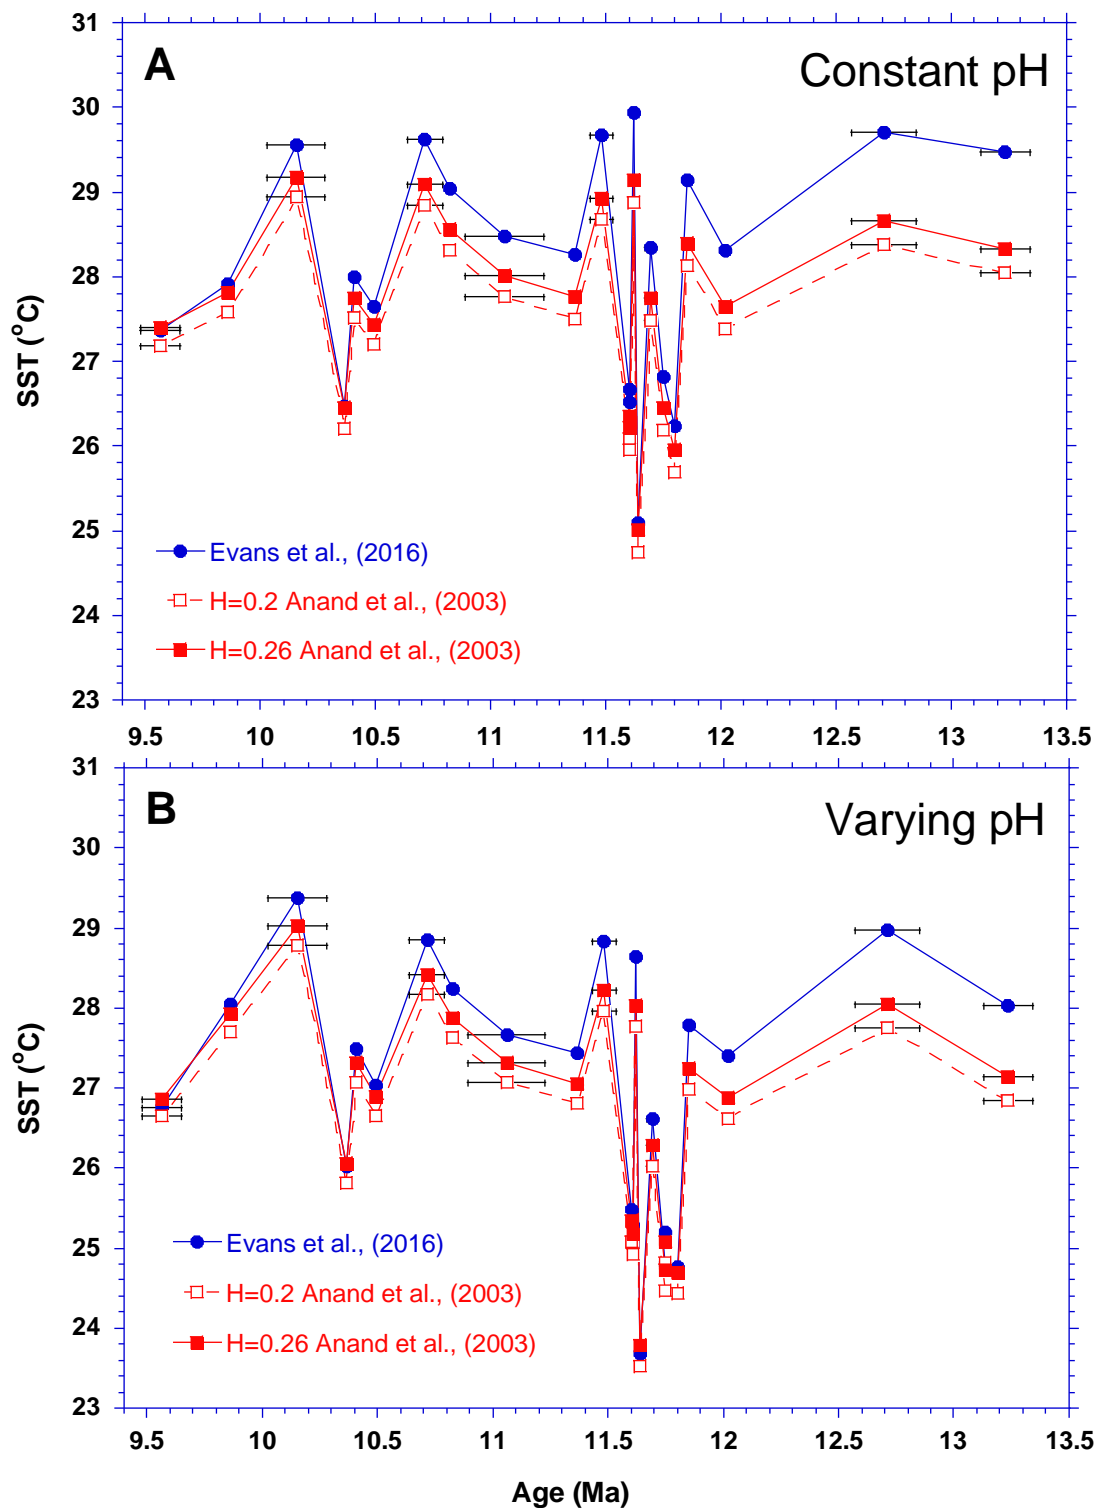 31
A
Constant pH
30
29
28
27
26
25
24
23
SST (°C)
Evans et al., (2016)
H=0.2 Anand et al., (2003)
H=0.26 Anand et al., (2003)
9.5 10 10.5 11 11.5 12 12.5 13 13.5
31
B
Varying pH
30
29
28
27
26
25
24
23
SST (°C)
Evans et al., (2016)
H=0.2 Anand et al., (2003)
H=0.26 Anand et al., (2003)
9.5 10 10.5 11 11.5 12 12.5 13 13.5
Age (Ma)